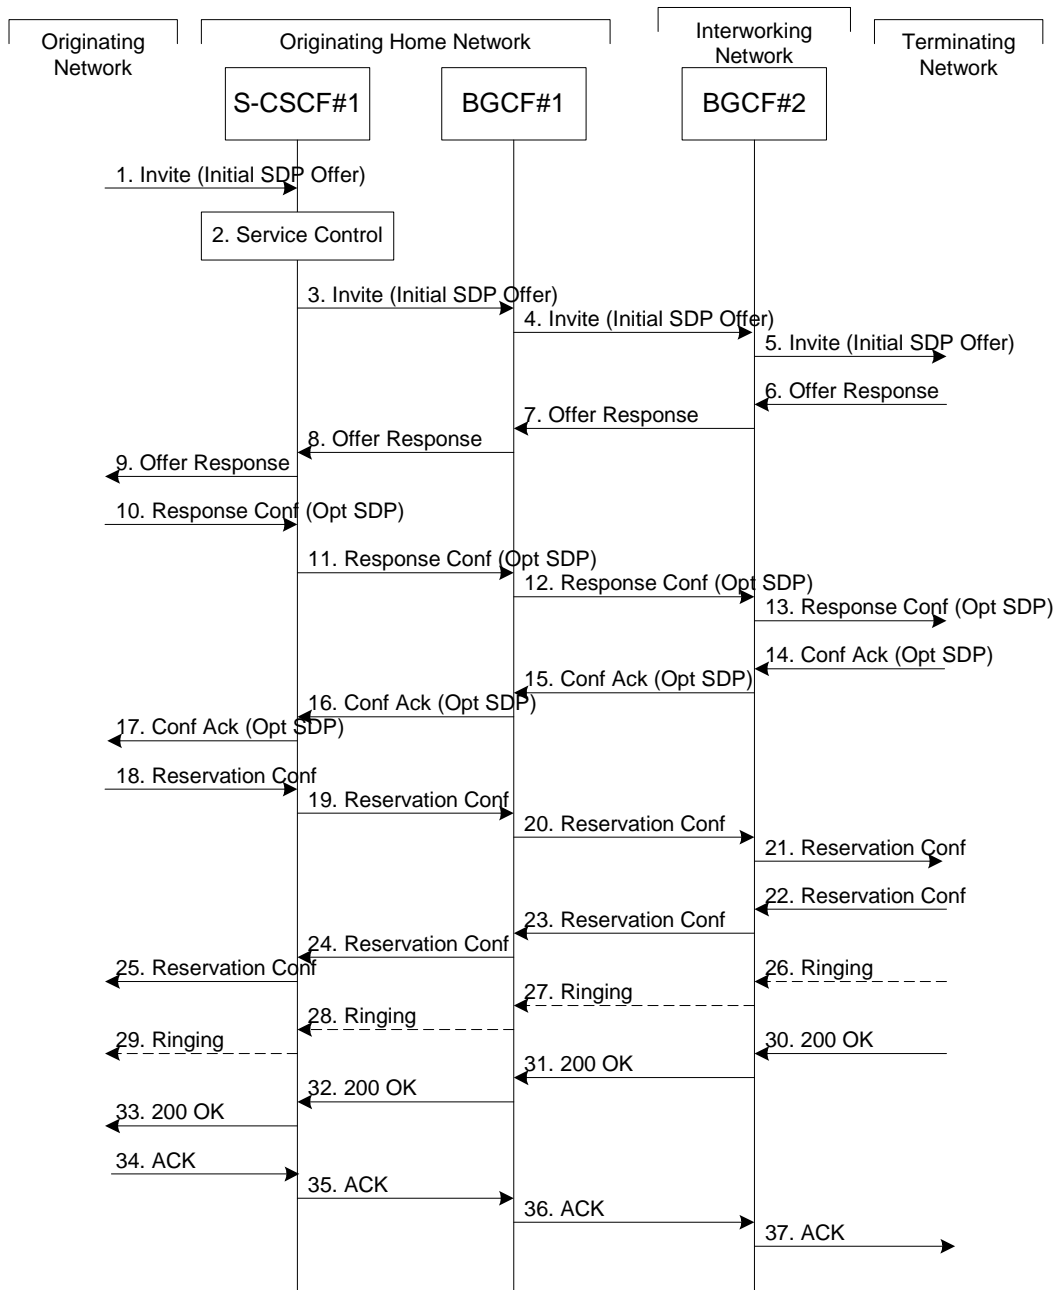 Originating
Network
Originating Home Network
Interworking
Network
Terminating
Network
S-CSCF#1
BGCF#1
BGCF#2
1. Invite (Initial SDP Offer)
2. Service Control
3. Invite (Initial SDP Offer)
4. Invite (Initial SDP Offer)
5. Invite (Initial SDP Offer)
6. Offer Response
7. Offer Response
8. Offer Response
9. Offer Response
10. Response Conf (Opt SDP)
11. Response Conf (Opt SDP)
12. Response Conf (Opt SDP)
13. Response Conf (Opt SDP)
14. Conf Ack (Opt SDP)
15. Conf Ack (Opt SDP)
16. Conf Ack (Opt SDP)
17. Conf Ack (Opt SDP)
18. Reservation Conf
19. Reservation Conf
20. Reservation Conf
21. Reservation Conf
22. Reservation Conf
23. Reservation Conf
24. Reservation Conf
25. Reservation Conf
26. Ringing
27. Ringing
28. Ringing
29. Ringing
30. 200 OK
31. 200 OK
32. 200 OK
33. 200 OK
34. ACK
35. ACK
36. ACK
37. ACK